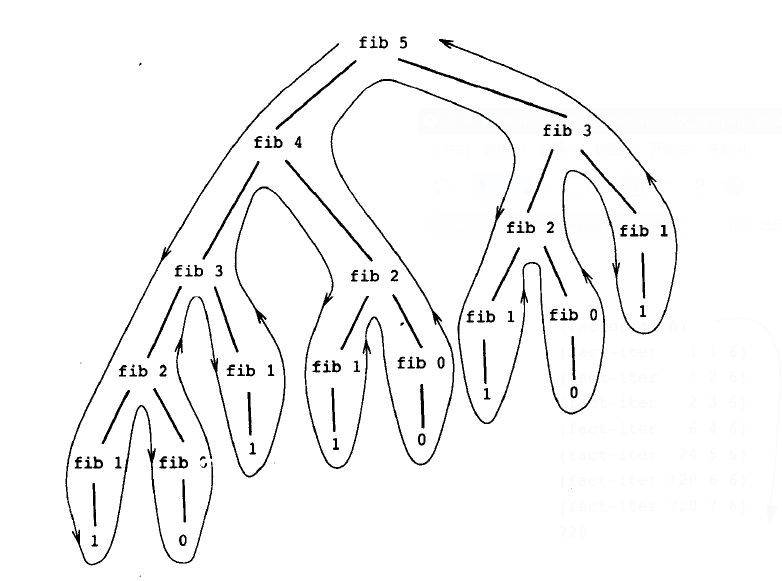 fib 5
fib 4 fib 3
fib 2 fib 1
fib 3 fib 2
1
fib 1 fib 0
fib 2 fib 1 fib 1 fib 0
1 0
1 1 0
fib 1 fib 0
1 0
(fact-iter 1 1 6)
(fact-iter 1 2 6)
(fact-iter 2 3 6)
(fact-iter 6 4 6)
(fact-iter 24 5 6)
(fact-iter 120 6 6)
(fact-iter 720 7 6)
720